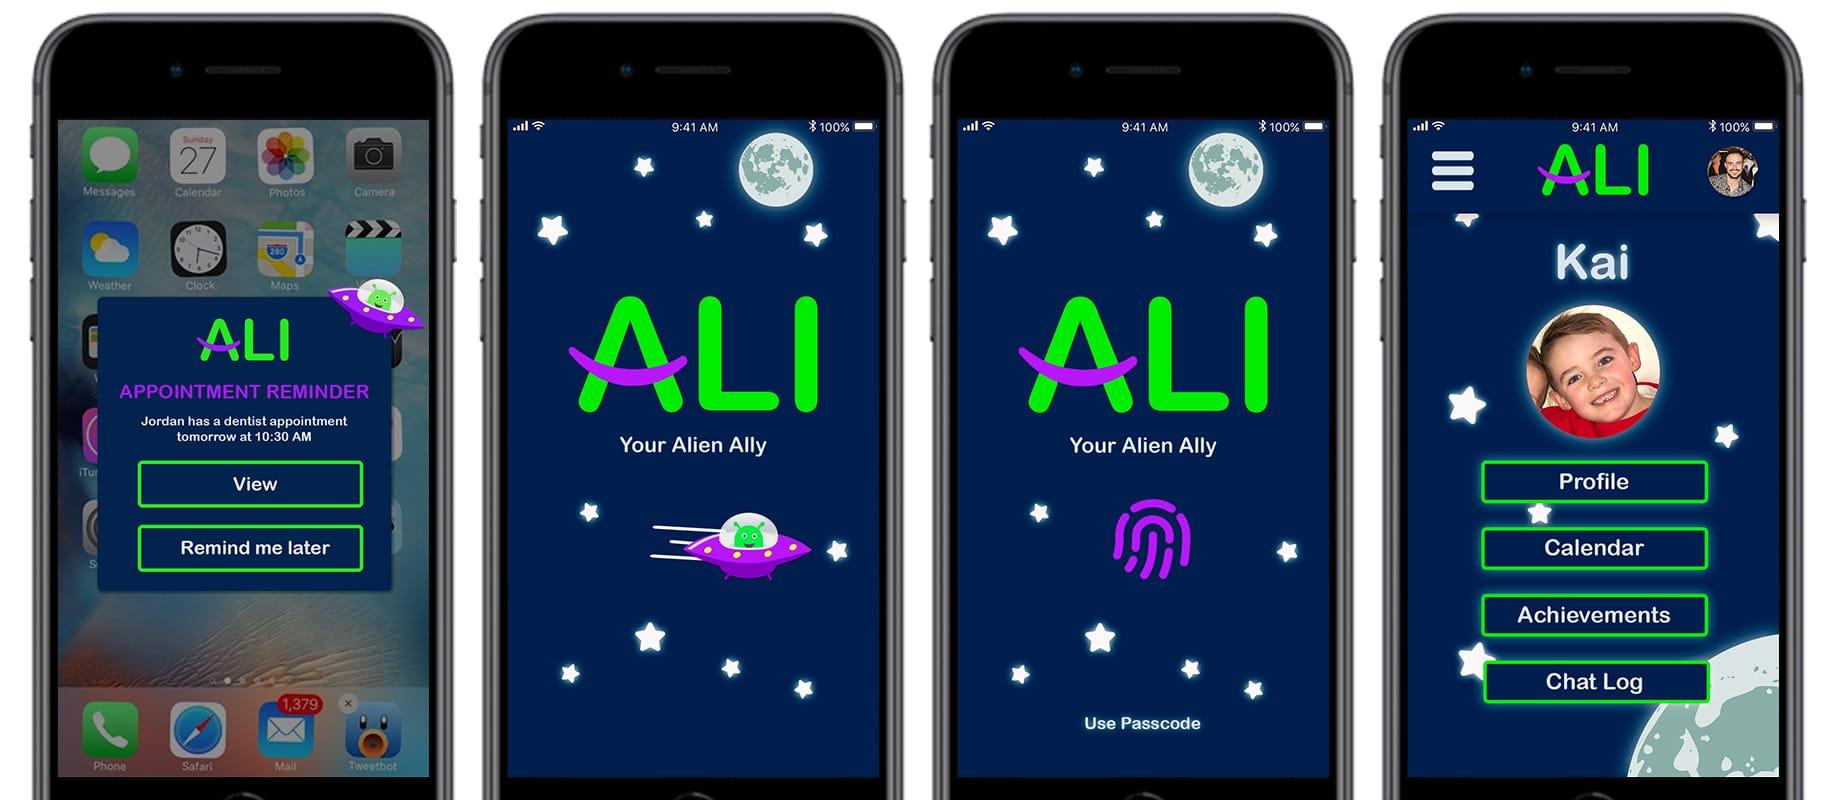 Sunday
27
Messages
Calendar
Photos
Camera
280
Weather
Clock
Maps
ALI
APPOINTMENT REMINDER
Jordan has a dentist appointment
tomorrow at 10:30 AM
View
Remind me later
1,379
Phone
Safari
Mail
Tweetbot
9:41 AM
100%
ALI
Your Alien Ally
9:41 AM
100%
ALI
Your Alien Ally
Use Passcode
9:41 AM
100%
ALI
Kai
Profile
Calendar
Achievements
Chat Log